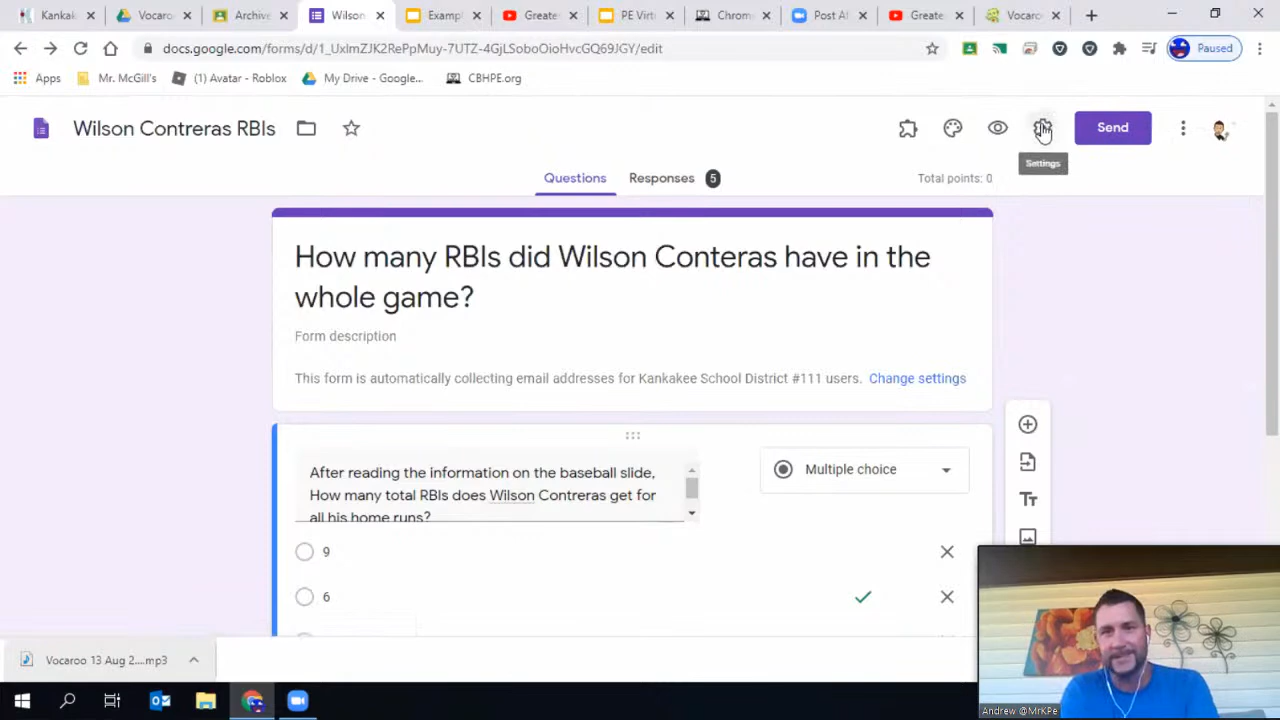 Kankak
Vocaro
Archive
Wilson
Examp
Greate
PE Virtu
Chrom
Post At
Greate
Vocaro
docs.google.com/forms/d/1_UxlmZJK2RePpMuy-7UTZ-4GjLSoboOioHvcGQ69JGY/edit
Paused
Apps
Mr. McGill's
(1) Avatar - Roblox
My Drive - Google...
CBHPE.org
Wilson Contreras RBIs
Send
Settings
Questions
Responses 5
Total points: 0
How many RBIs did Wilson Conteras have in the
whole game?
Form description
This form is automatically collecting email addresses for Kankakee School District #111 users. Change settings
After reading the information on the baseball slide,
How many total RBIs does Wilson Contreras get for
all his home runs?
Multiple choice
9
6
Vocaroo 13 Aug 2....mp3
Andrew @MrKPe